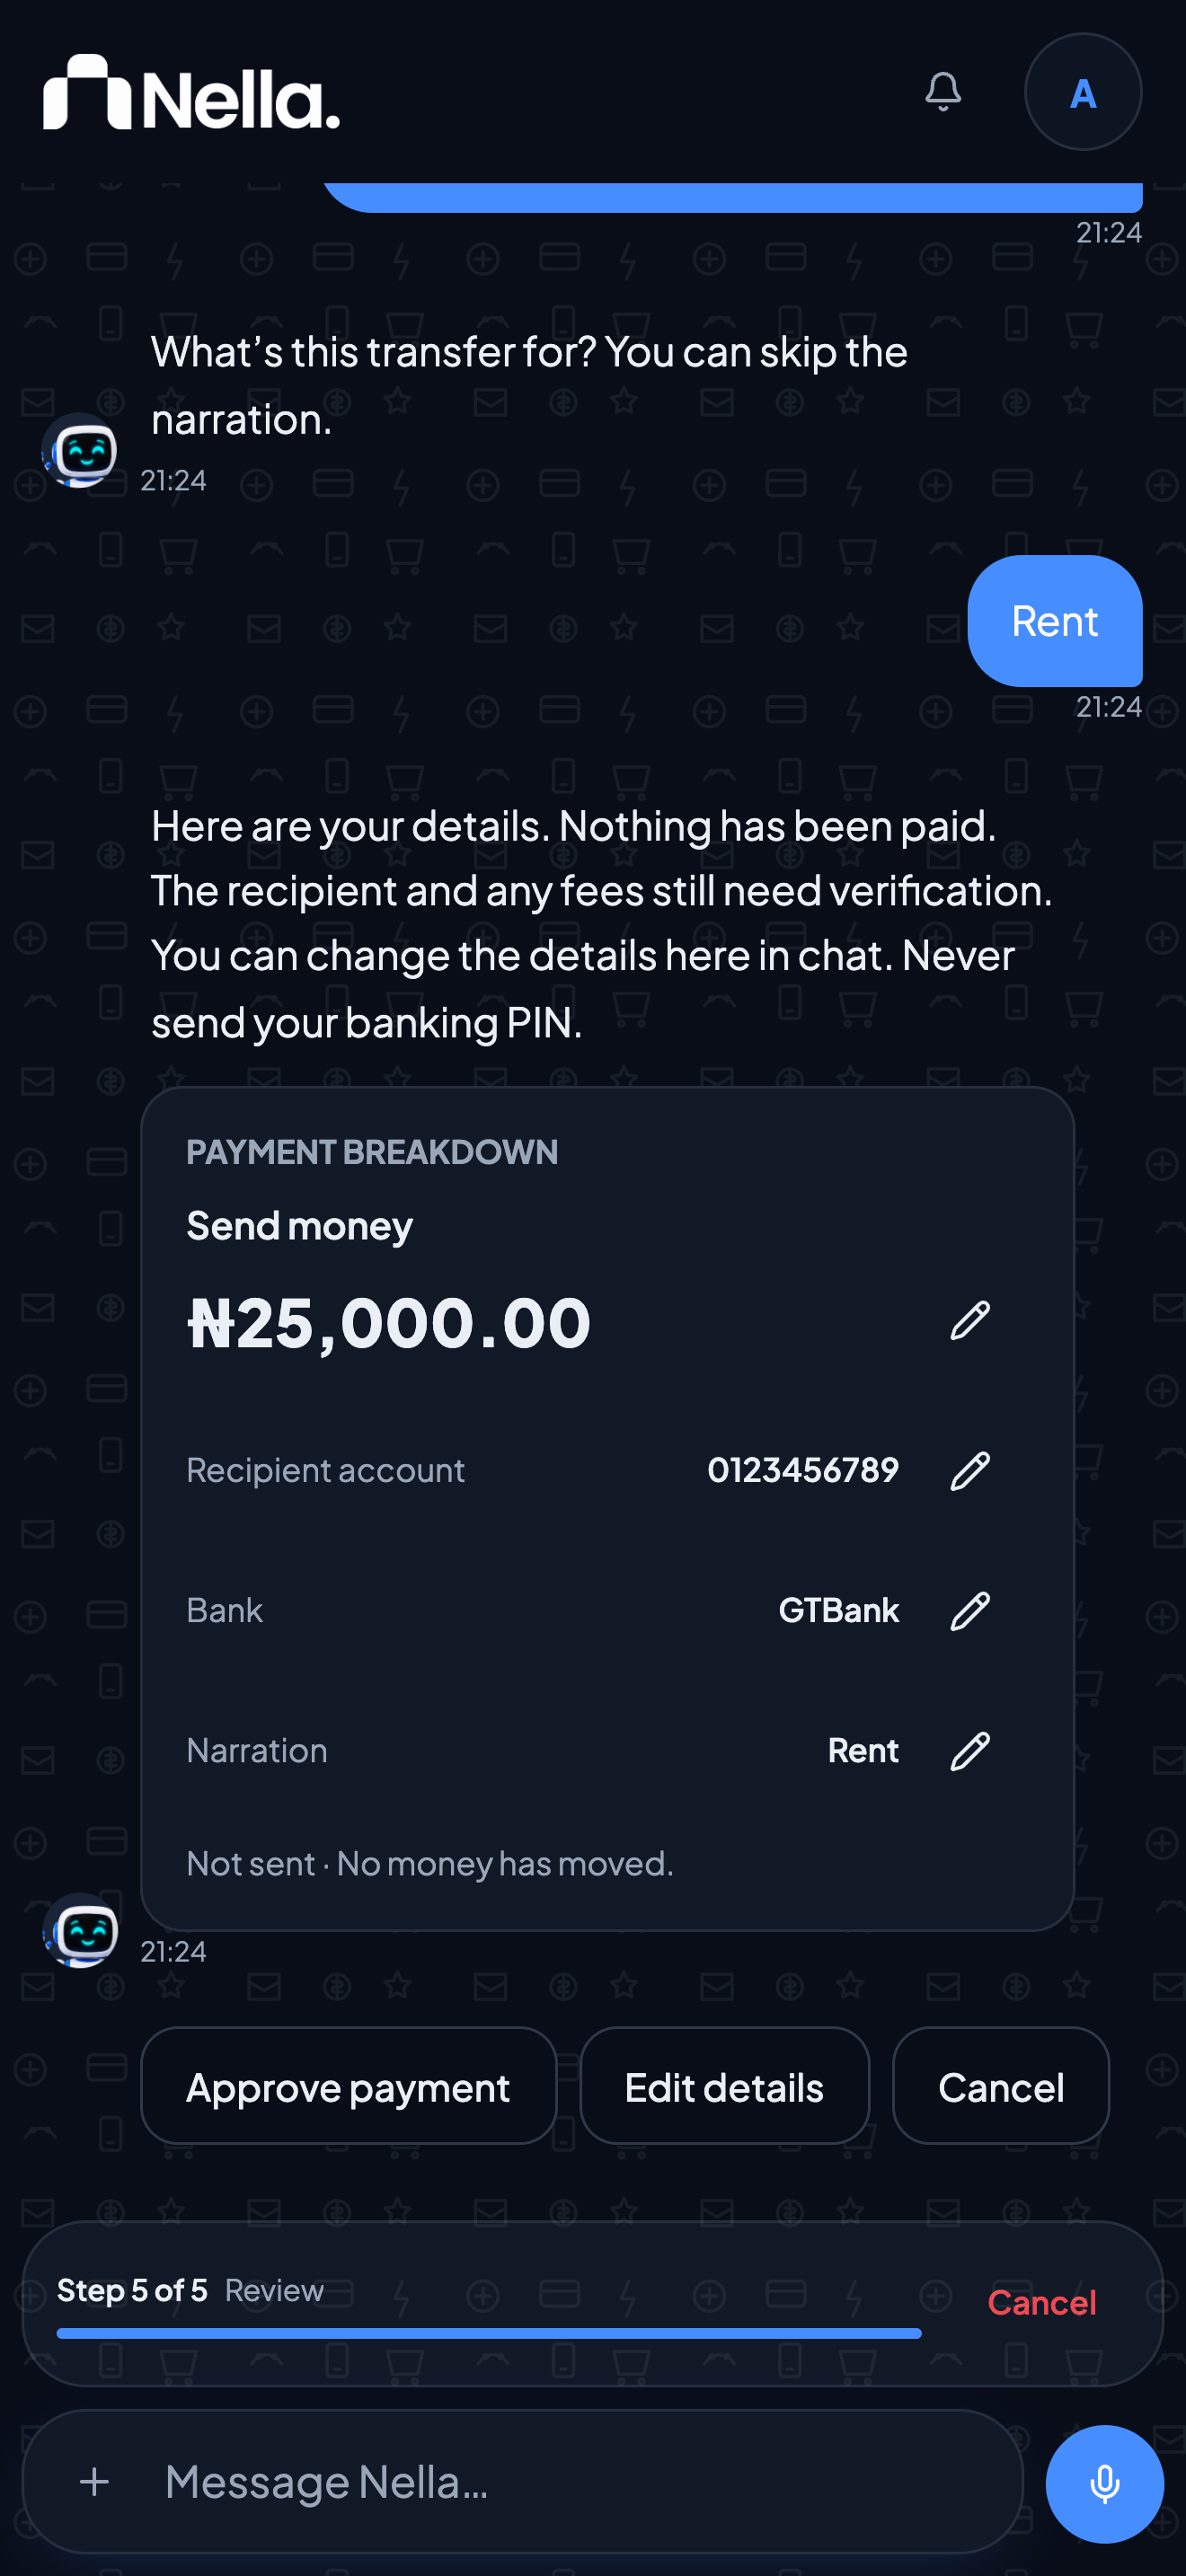 Nella.
A
21:24
What’s this transfer for? You can skip the
narration.
21:24
Rent
21:24
Here are your details. Nothing has been paid.
The recipient and any fees still need verification.
You can change the details here in chat. Never
send your banking PIN.
PAYMENT BREAKDOWN
Send money
₦25,000.00
Recipient account 0123456789
Bank GTBank
Narration Rent
Not sent · No money has moved.
21:24
Approve payment Edit details Cancel
Step 5 of 5 Review
Cancel
Message Nella…